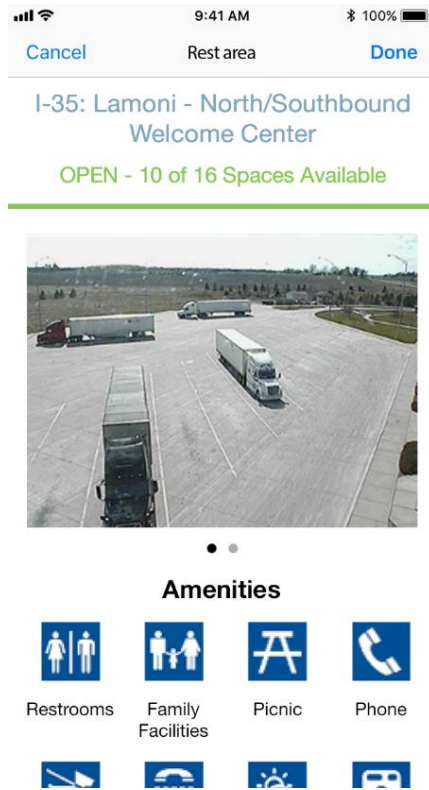 9:41 AM
100%
Cancel
Rest area
Done
I-35: Lamoni - North/Southbound
Welcome Center
OPEN - 10 of 16 Spaces Available
Amenities
Restrooms
Family
Facilities
Picnic
Phone